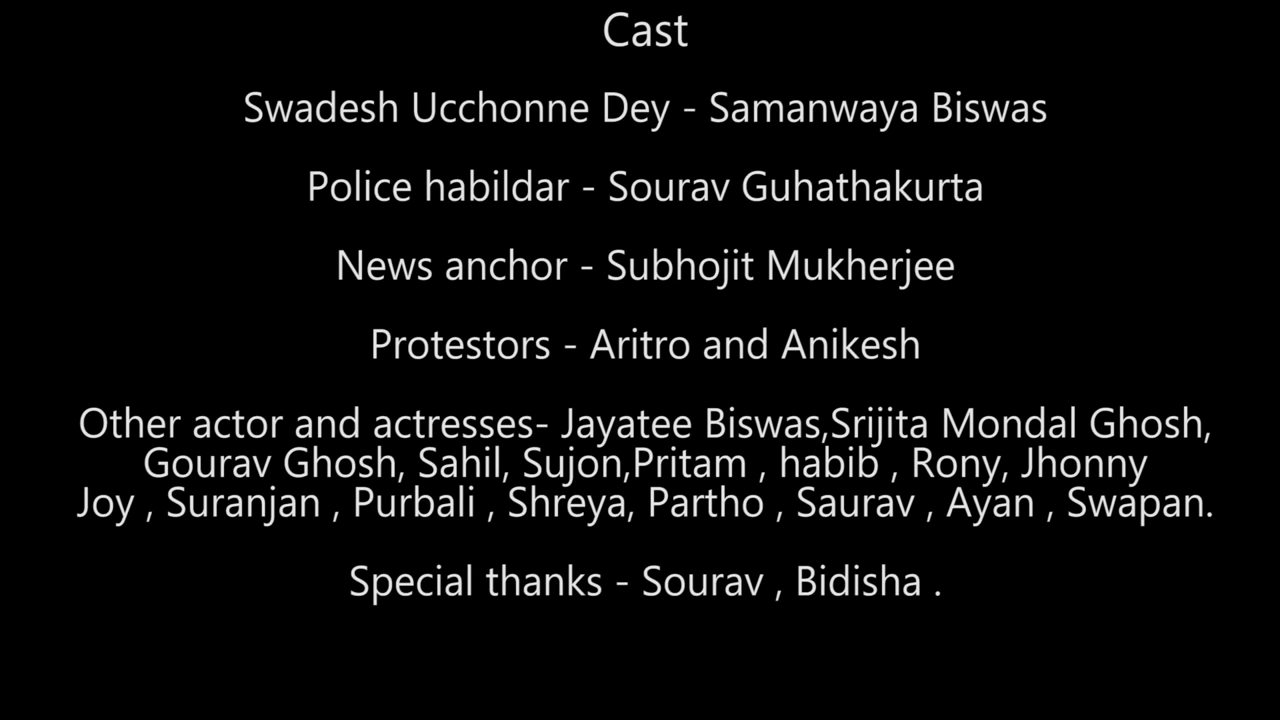 Cast
Swadesh Ucchonne Dey - Samanwaya Biswas
Police habildar - Sourav Guhathakurta
News anchor - Subhojit Mukherjee
Protestors - Aritro and Anikesh
Other actor and actresses- Jayatee Biswas,Srijita Mondal Ghosh,
Gourav Ghosh, Sahil, Sujon,Pritam , habib , Rony, Jhonny
Joy , Suranjan , Purbali , Shreya, Partho , Saurav , Ayan , Swapan.
Special thanks - Sourav , Bidisha .